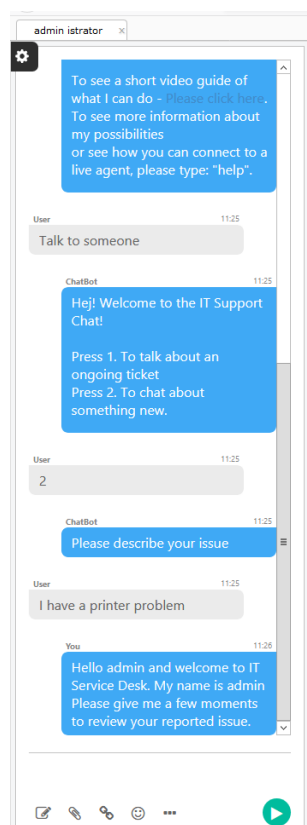 admin istrator ×
To see a short video guide of
what I can do - Please click here.
To see more information about
my possibilities
or see how you can connect to a
live agent, please type: "help".
User 11:25
Talk to someone
ChatBot 11:25
Hej! Welcome to the IT Support
Chat!
Press 1. To talk about an
ongoing ticket
Press 2. To chat about
something new.
User 11:25
2
ChatBot 11:25
Please describe your issue
User 11:25
I have a printer problem
You 11:26
Hello admin and welcome to IT
Service Desk. My name is admin
Please give me a few moments
to review your reported issue.